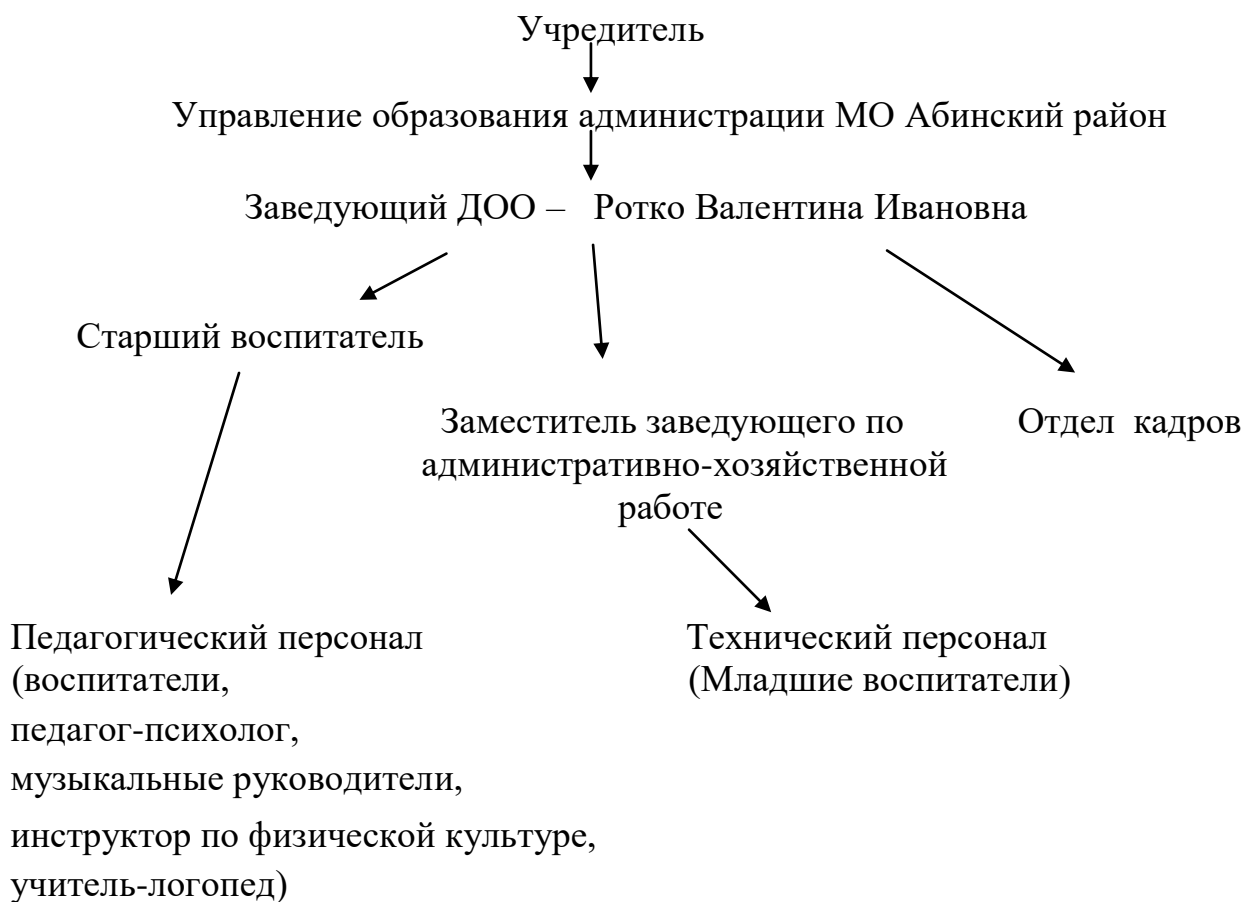 Учредитель
Управление образования администрации МО Абинский район
Заведующий ДОО – Ротко Валентина Ивановна
Старший воспитатель
Заместитель заведующего по
административно-хозяйственной
работе
Отдел кадров
Педагогический персонал
(воспитатели,
педагог-психолог,
музыкальные руководители,
инструктор по физической культуре,
учитель-логопед)
Технический персонал
(Младшие воспитатели)